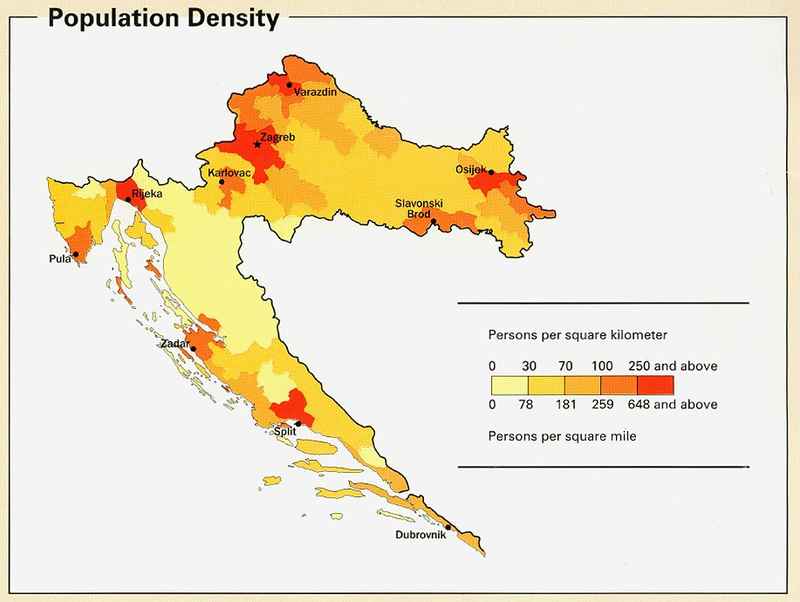 Population Density
Varazdin
Zagreb
Karlovac
Osijek
Rijeka
Slavonski
Brod
Pula
Zadar
Split
Dubrovnik
Persons per square kilometer
0 30 70 100 250 and above
0 78 181 259 648 and above
Persons per square mile